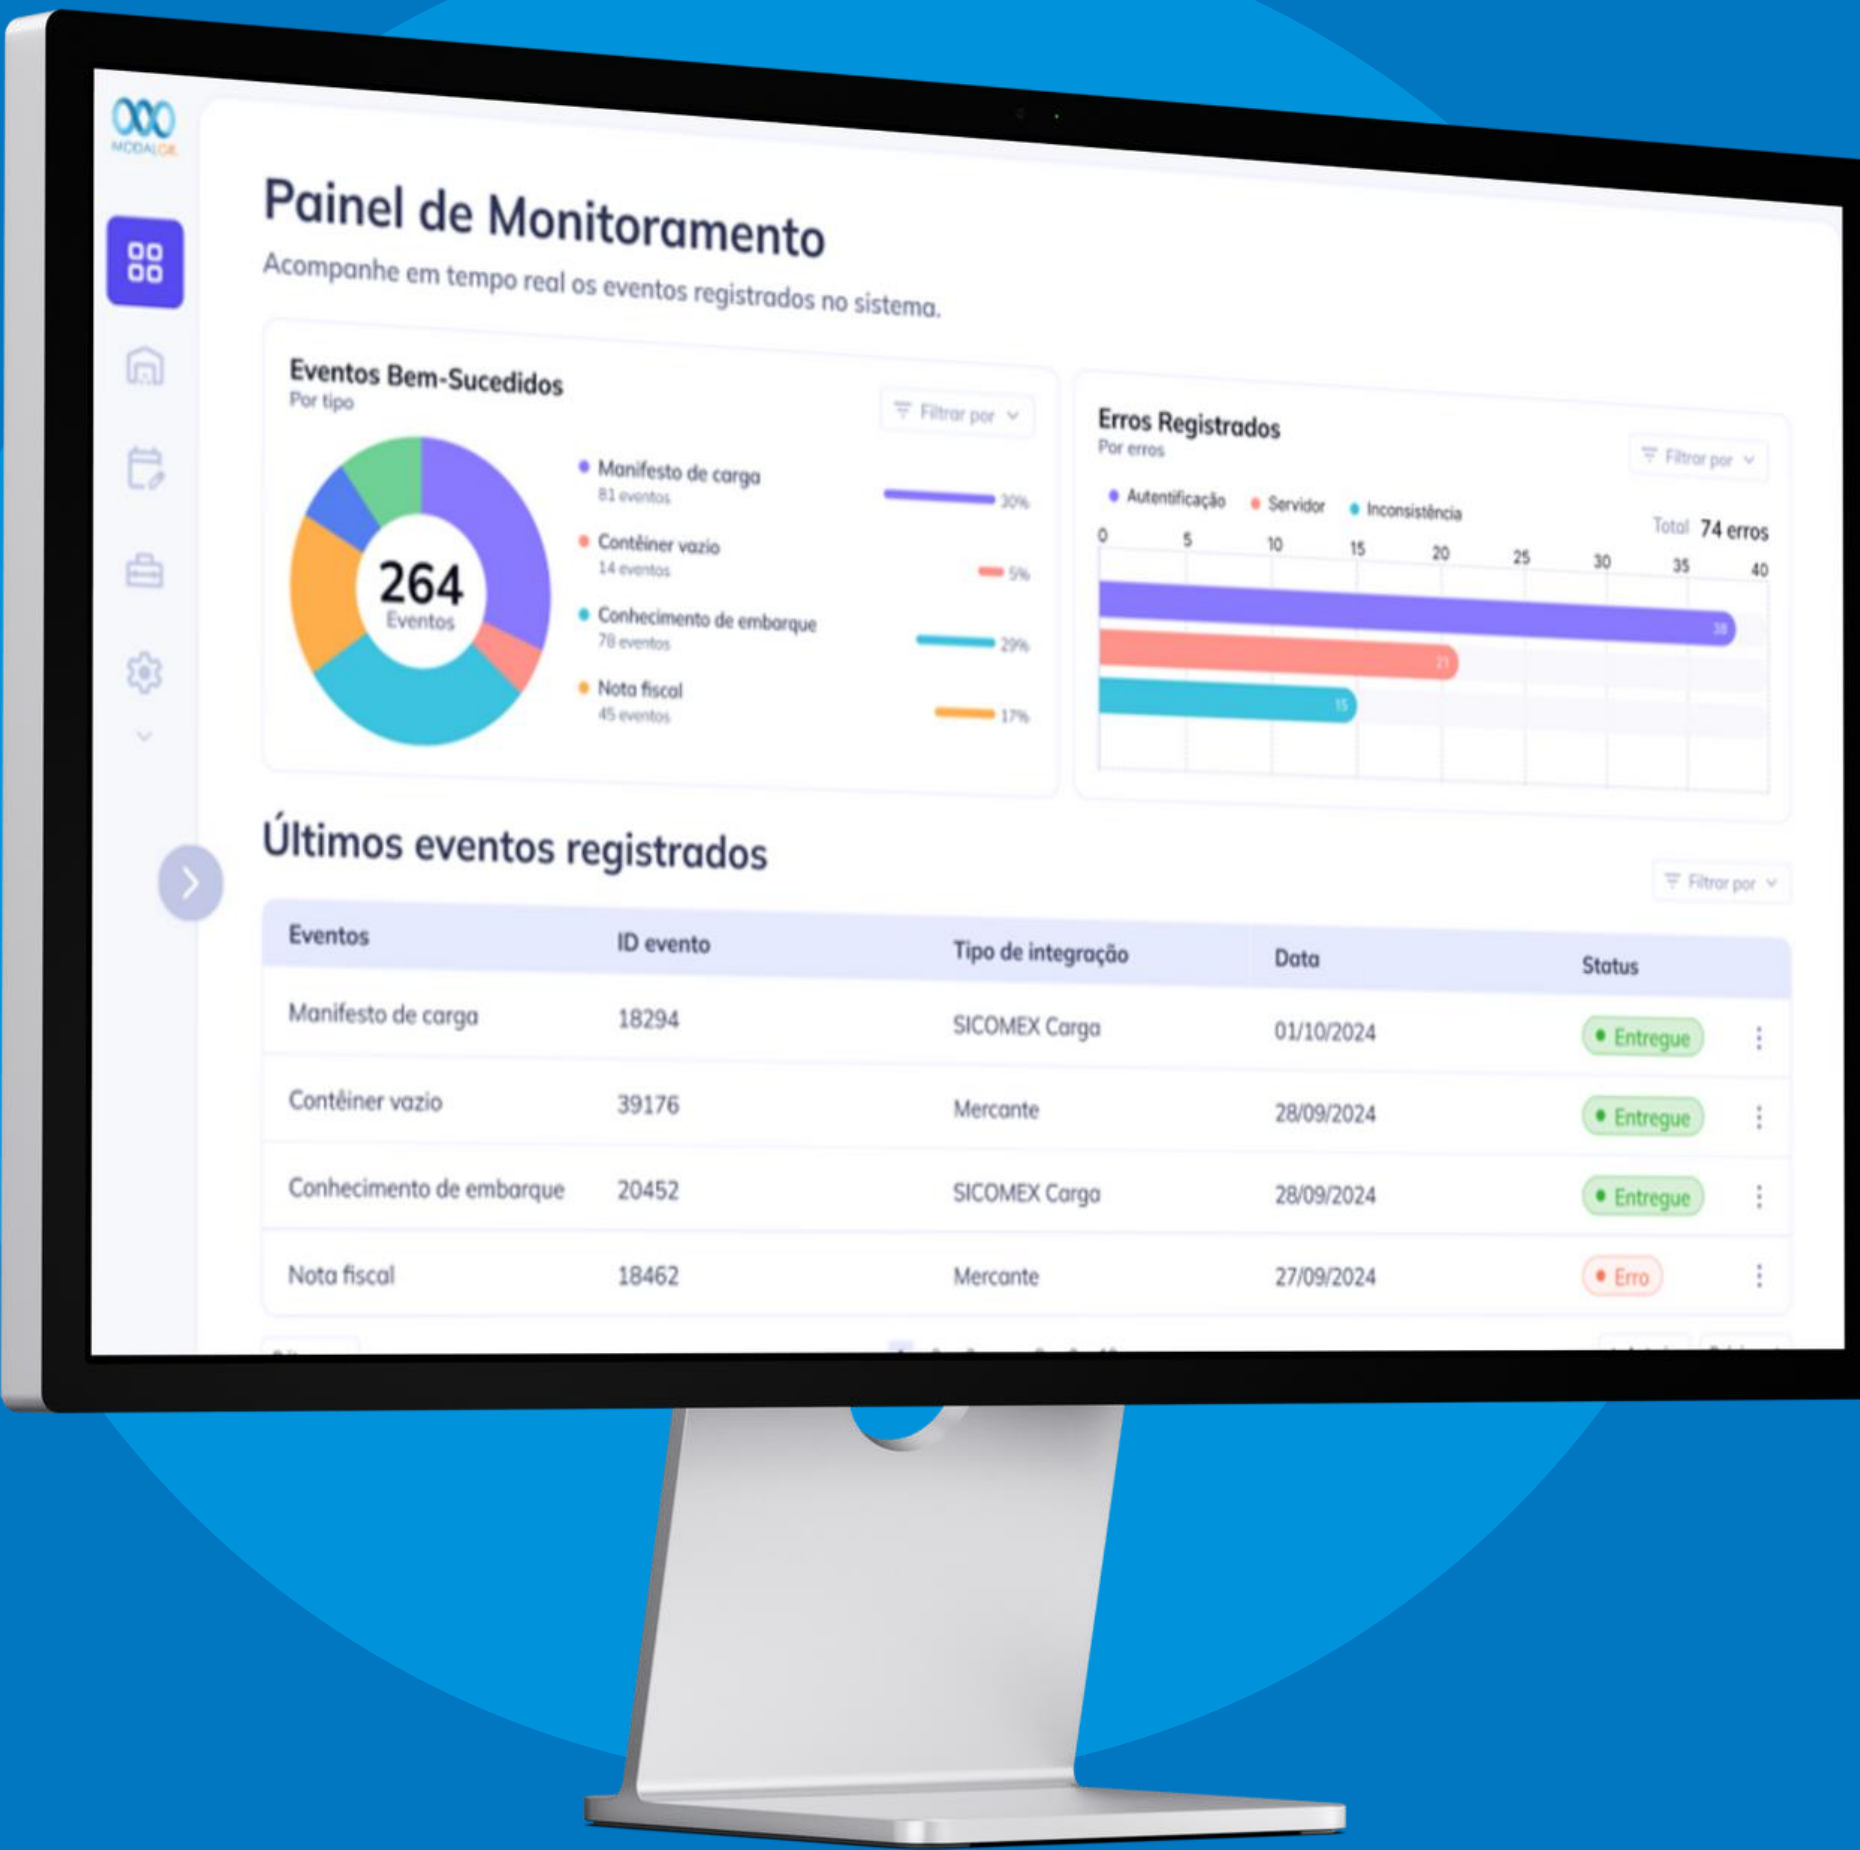 MODALGR
Painel de Monitoramento
Acompanhe em tempo real os eventos registrados no sistema.
Eventos Bem-Sucedidos
Por tipo
Filtrar por
264
Eventos
Manifesto de carga
81 eventos
30%
Contêiner vazio
14 eventos
5%
Conhecimento de embarque
78 eventos
29%
Nota fiscal
45 eventos
17%
Erros Registrados
Por erros
Filtrar por
Autentificação Servidor Inconsistência
Total 74 erros
0 5 10 15 20 25 30 35 40
38
21
15
Últimos eventos registrados
Filtrar por
Eventos ID evento Tipo de integração Data Status
Manifesto de carga 18294 SICOMEX Carga 01/10/2024 Entregue
Contêiner vazio 39176 Mercante 28/09/2024 Entregue
Conhecimento de embarque 20452 SICOMEX Carga 28/09/2024 Entregue
Nota fiscal 18462 Mercante 27/09/2024 Erro